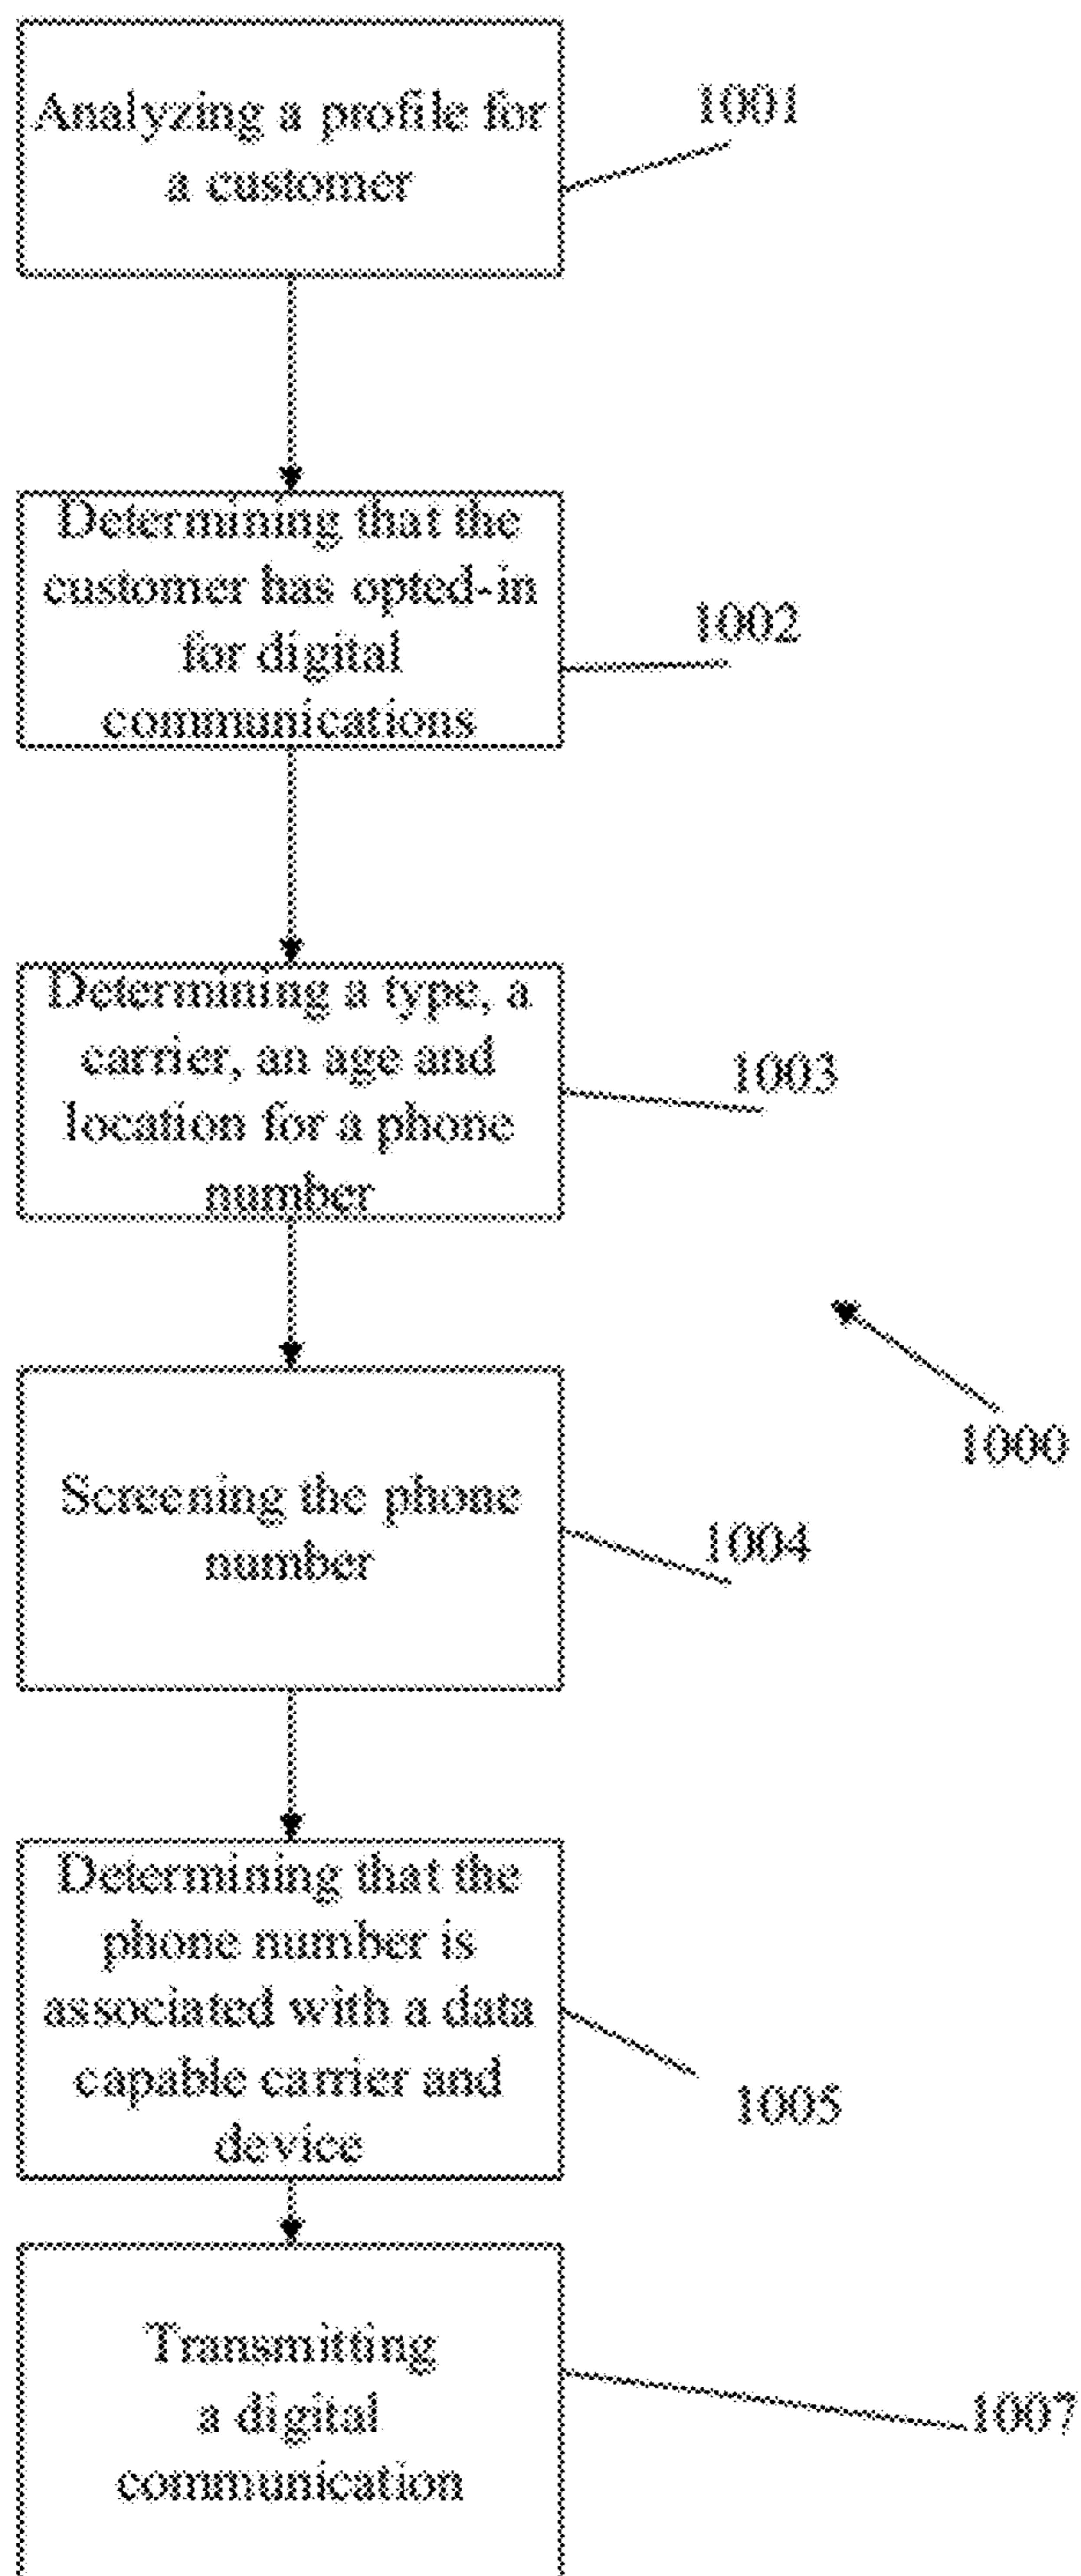 Analyzing a profile for
a customer
1001
Determining that the
customer has opted-in
for digital
communications
1002
Determining a type, a
carrier, an age and
location for a phone
number
1003
1000
Screening the phone
number
1004
Determining that the
phone number is
associated with a data
capable carrier and
device
1005
Transmitting
a digital
communication
1007